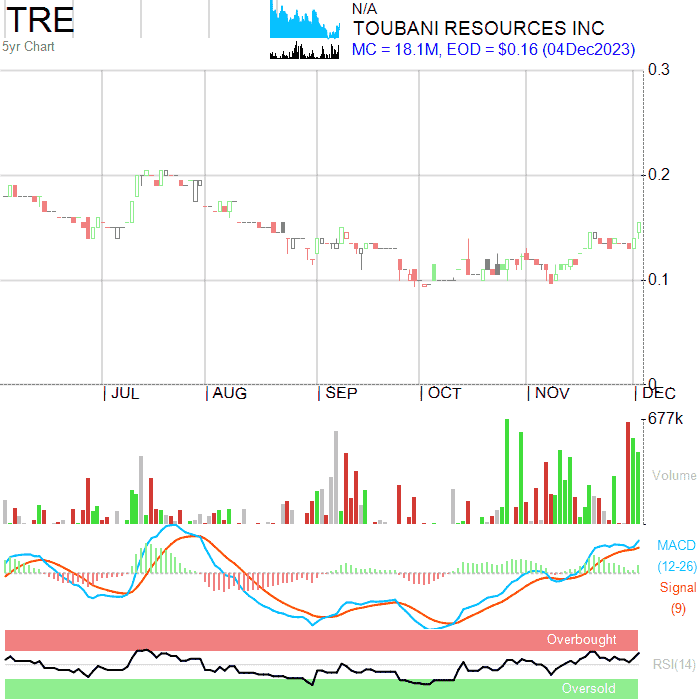 TRE
5yr Chart
N/A
TOUBANI RESOURCES INC
MC = 18.1M, EOD = $0.16 (04Dec2023)
0.3
0.2
0.1
0
JUL AUG SEP OCT NOV DEC
677k
Volume
MACD
(12-26)
Signal
(9)
Overbought
RSI(14)
Oversold